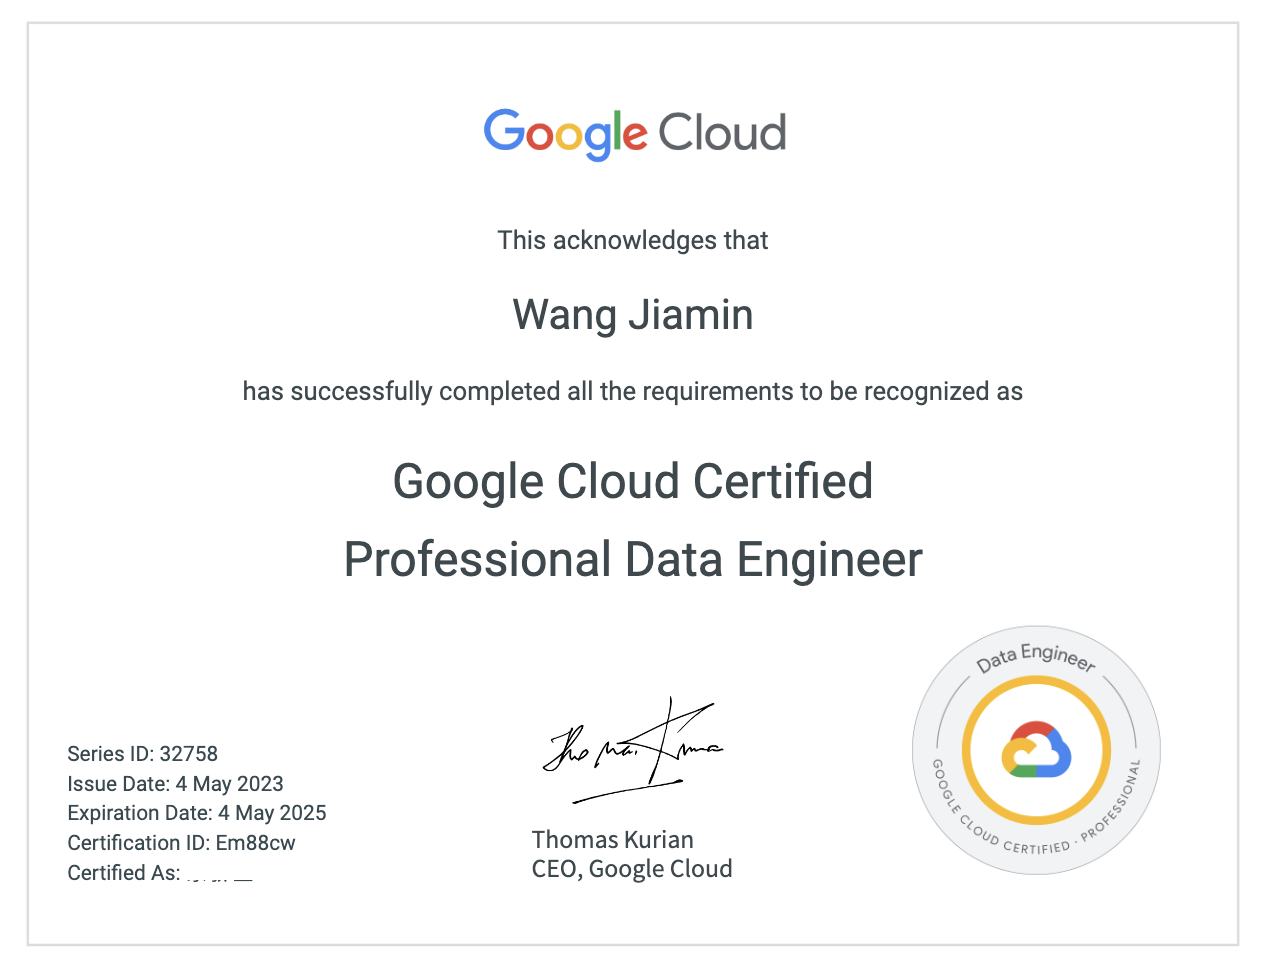 Google Cloud
This acknowledges that
Wang Jiamin
has successfully completed all the requirements to be recognized as
Google Cloud Certified
Professional Data Engineer
Series ID: 32758
Issue Date: 4 May 2023
Expiration Date: 4 May 2025
Certification ID: Em88cw
Certified As:
Thomas Kurian
CEO, Google Cloud
Data Engineer
GOOGLE CLOUD CERTIFIED · PROFESSIONAL